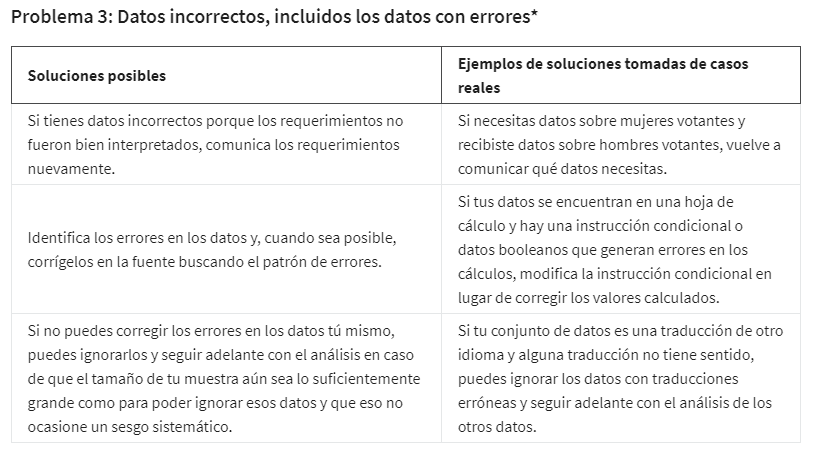 Problema 3: Datos incorrectos, incluidos los datos con errores*
Soluciones posibles
Ejemplos de soluciones tomadas de casos
reales
Si tienes datos incorrectos porque los requerimientos no
fueron bien interpretados, comunica los requerimientos
nuevamente.
Si necesitas datos sobre mujeres votantes y
recibiste datos sobre hombres votantes, vuelve a
comunicar qué datos necesitas.
Identifica los errores en los datos y, cuando sea posible,
corrígelos en la fuente buscando el patrón de errores.
Si tus datos se encuentran en una hoja de
cálculo y hay una instrucción condicional o
datos booleanos que generan errores en los
cálculos, modifica la instrucción condicional en
lugar de corregir los valores calculados.
Si no puedes corregir los errores en los datos tú mismo,
puedes ignorarlos y seguir adelante con el análisis en caso
de que el tamaño de tu muestra aún sea lo suficientemente
grande como para poder ignorar esos datos y que eso no
ocasione un sesgo sistemático.
Si tu conjunto de datos es una traducción de otro
idioma y alguna traducción no tiene sentido,
puedes ignorar los datos con traducciones
erróneas y seguir adelante con el análisis de los
otros datos.